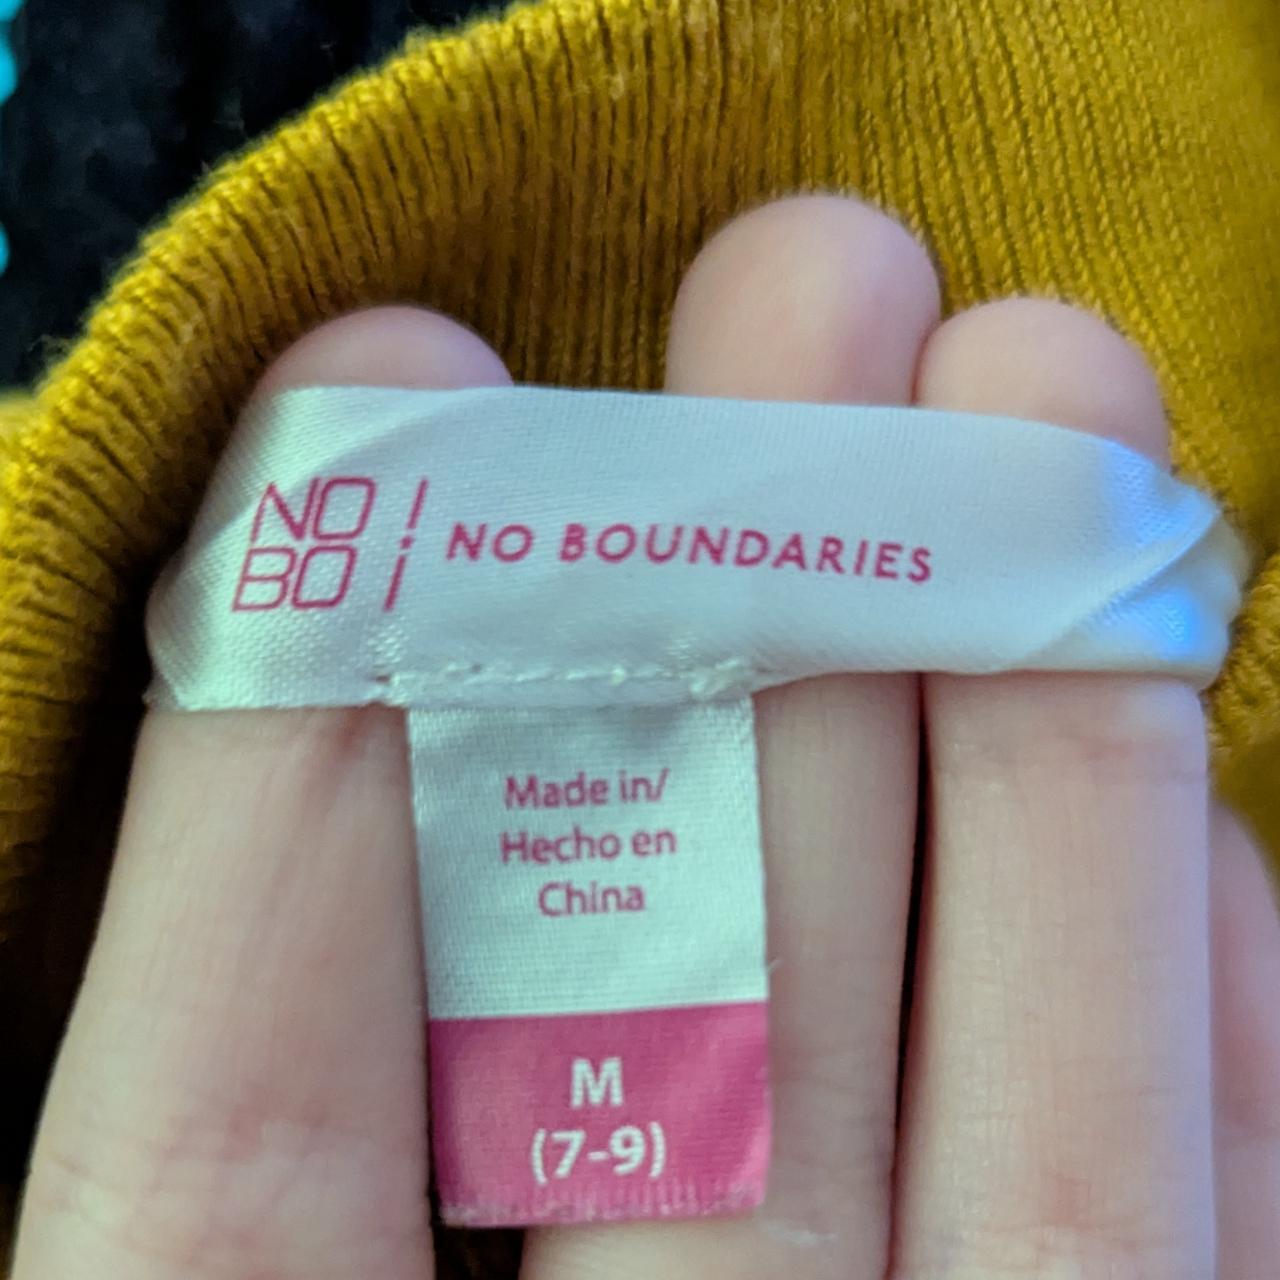 NO
BO
NO BOUNDARIES
Made in/
Hecho en
China
M
(7-9)